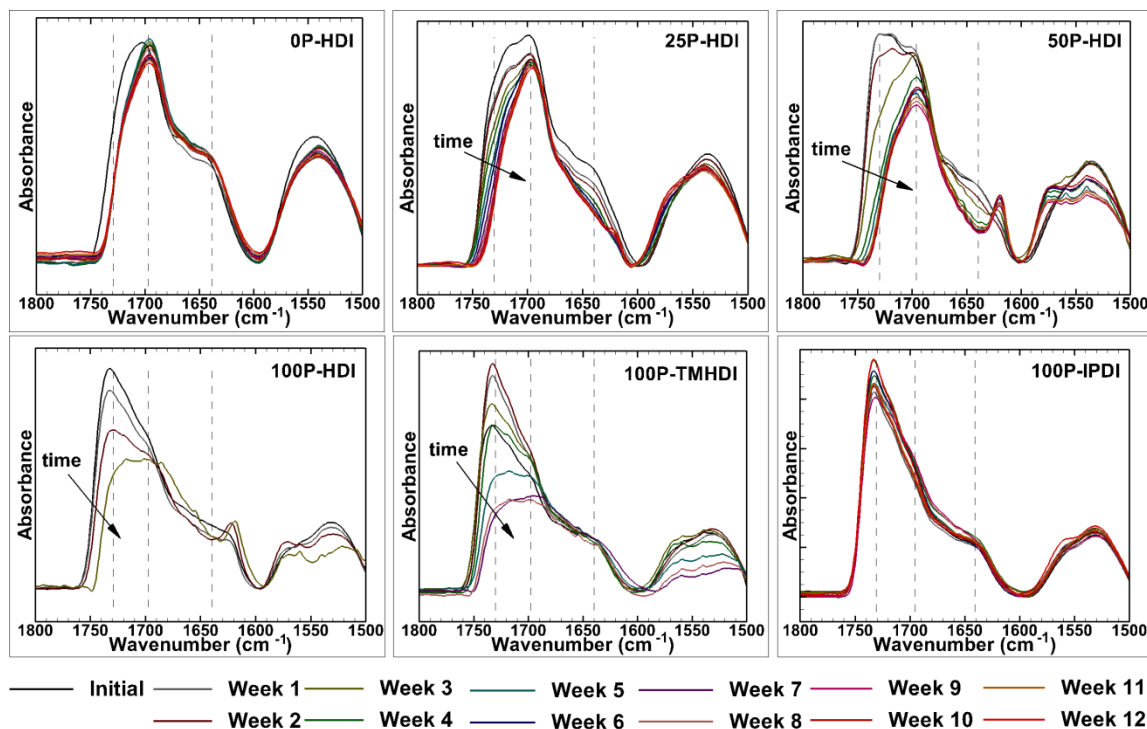 0P-HDI
Absorbance
1800 1750 1700 1650 1600 1550 1500
Wavenumber (cm⁻¹)
25P-HDI
time
Absorbance
1800 1750 1700 1650 1600 1550 1500
Wavenumber (cm⁻¹)
50P-HDI
time
Absorbance
1800 1750 1700 1650 1600 1550 1500
Wavenumber (cm⁻¹)
100P-HDI
time
Absorbance
1800 1750 1700 1650 1600 1550 1500
Wavenumber (cm⁻¹)
100P-TMHDI
time
Absorbance
1800 1750 1700 1650 1600 1550 1500
Wavenumber (cm⁻¹)
100P-IPDI
Absorbance
1800 1750 1700 1650 1600 1550 1500
Wavenumber (cm⁻¹)
Initial Week 1 Week 3 Week 5 Week 7 Week 9 Week 11
Week 2 Week 4 Week 6 Week 8 Week 10 Week 12